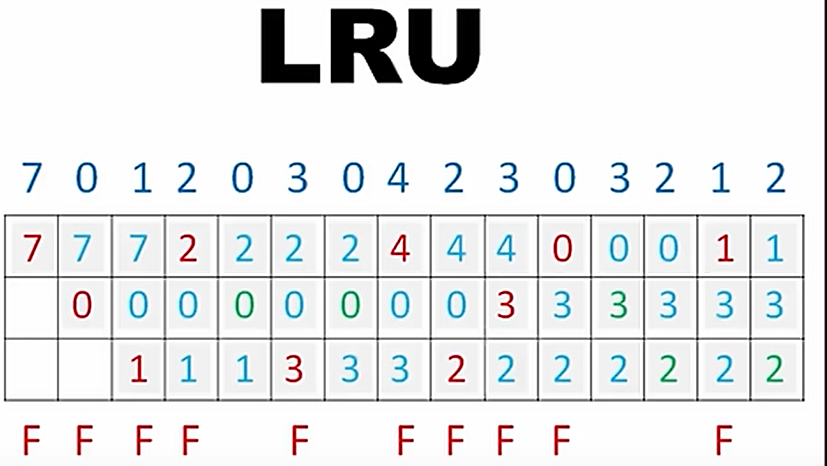 LRU
7 0 1 2 0 3 0 4 2 3 0 3 2 1 2
7 7 7 2 2 2 2 4 4 4 0 0 0 1 1
0 0 0 0 0 0 0 0 3 3 3 3 3 3
1 1 1 3 3 3 2 2 2 2 2 2 2
F F F F F F F F F F